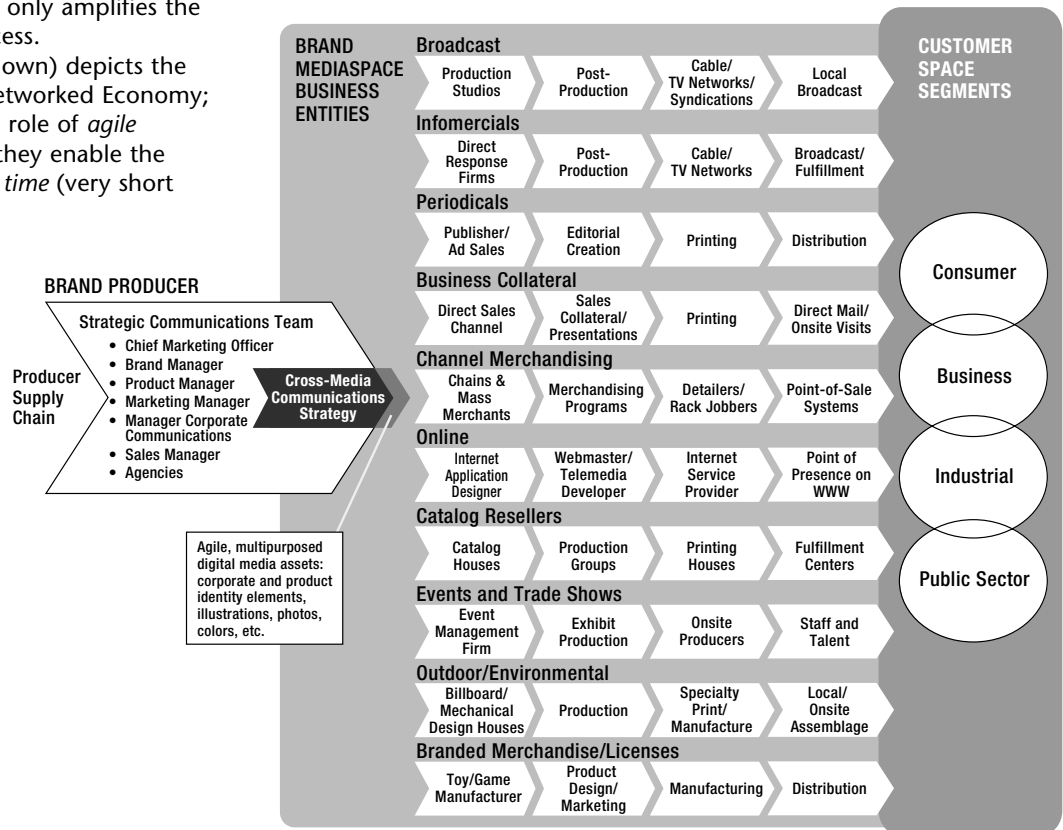 only amplifies the
ess.
own) depicts the
etworked Economy;
role of agile
they enable the
time (very short
BRAND PRODUCER
Producer
Supply
Chain
Strategic Communications Team
• Chief Marketing Officer
• Brand Manager
• Product Manager
• Marketing Manager
• Manager Corporate
Communications
• Sales Manager
• Agencies
Cross-Media
Communications
Strategy
Agile, multipurposed
digital media assets:
corporate and product
identity elements,
illustrations, photos,
colors, etc.
BRAND
MEDIASPACE
BUSINESS
ENTITIES
Broadcast
Production
Studios
Post-
Production
Cable/
TV Networks/
Syndications
Local
Broadcast
Infomercials
Direct
Response
Firms
Post-
Production
Cable/
TV Networks
Broadcast/
Fulfillment
Periodicals
Publisher/
Ad Sales
Editorial
Creation
Printing
Distribution
Business Collateral
Direct Sales
Channel
Sales
Collateral/
Presentations
Printing
Direct Mail/
Onsite Visits
Channel Merchandising
Chains &
Mass
Merchants
Merchandising
Programs
Detailers/
Rack Jobbers
Point-of-Sale
Systems
Online
Internet
Application
Designer
Webmaster/
Telemedia
Developer
Internet
Service
Provider
Point of
Presence on
WWW
Catalog Resellers
Catalog
Houses
Production
Groups
Printing
Houses
Fulfillment
Centers
Events and Trade Shows
Event
Management
Firm
Exhibit
Production
Onsite
Producers
Staff and
Talent
Outdoor/Environmental
Billboard/
Mechanical
Design Houses
Production
Specialty
Print/
Manufacture
Local/
Onsite
Assemblage
Branded Merchandise/Licenses
Toy/Game
Manufacturer
Product
Design/
Marketing
Manufacturing
Distribution
CUSTOMER
SPACE
SEGMENTS
Consumer
Business
Industrial
Public Sector